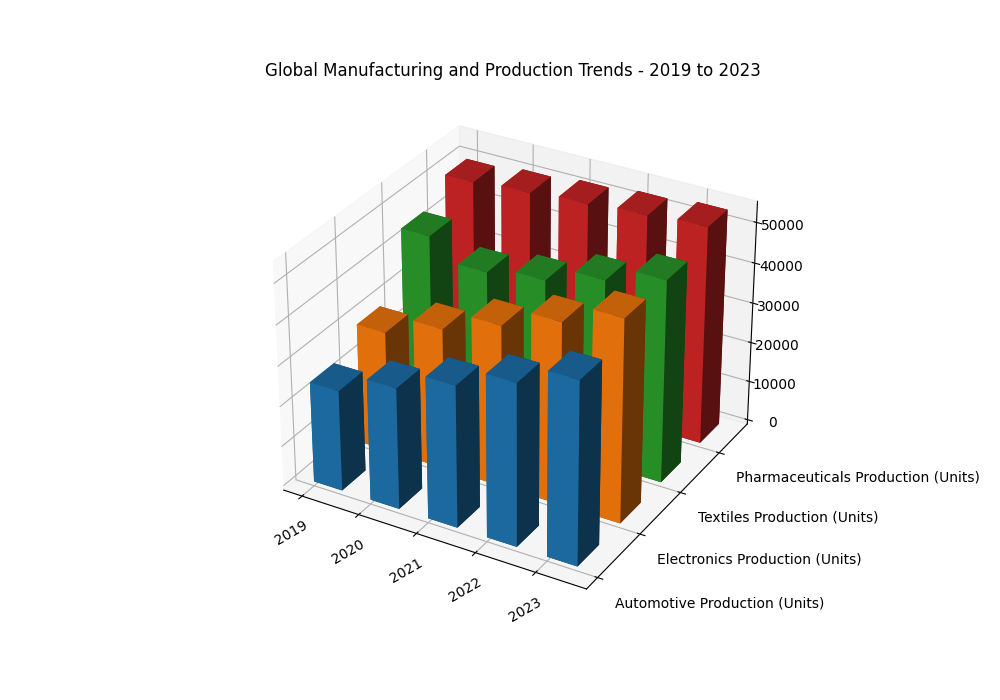 Global Manufacturing and Production Trends - 2019 to 2023
50000
40000
30000
20000
10000
0
Pharmaceuticals Production (Units)
Textiles Production (Units)
Electronics Production (Units)
Automotive Production (Units)
2019
2020
2021
2022
2023